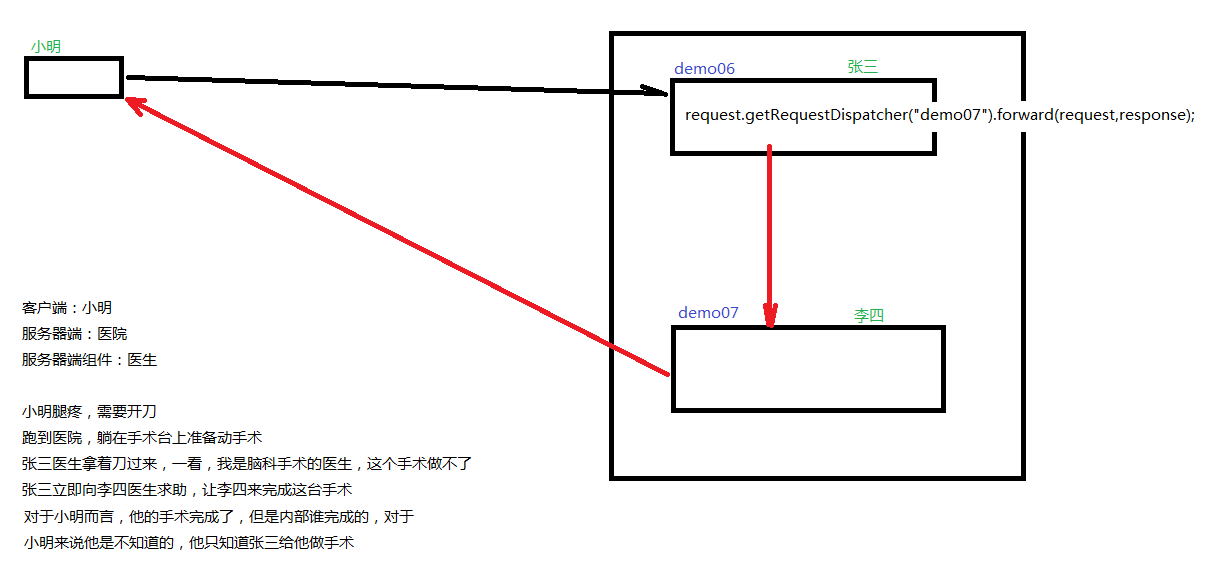 小明
demo06
张三
request.getRequestDispatcher("demo07").forward(request,response);
demo07
李四
客户端：小明
服务器端：医院
服务器端组件：医生
小明腿疼，需要开刀
跑到医院，躺在手术台上准备动手术
张三医生拿着刀过来，一看，我是脑科手术的医生，这个手术做不了
张三立即向李四医生求助，让李四来完成这台手术
对于小明而言，他的手术完成了，但是内部谁完成的，对于
小明来说他是不知道的，他只知道张三给他做手术